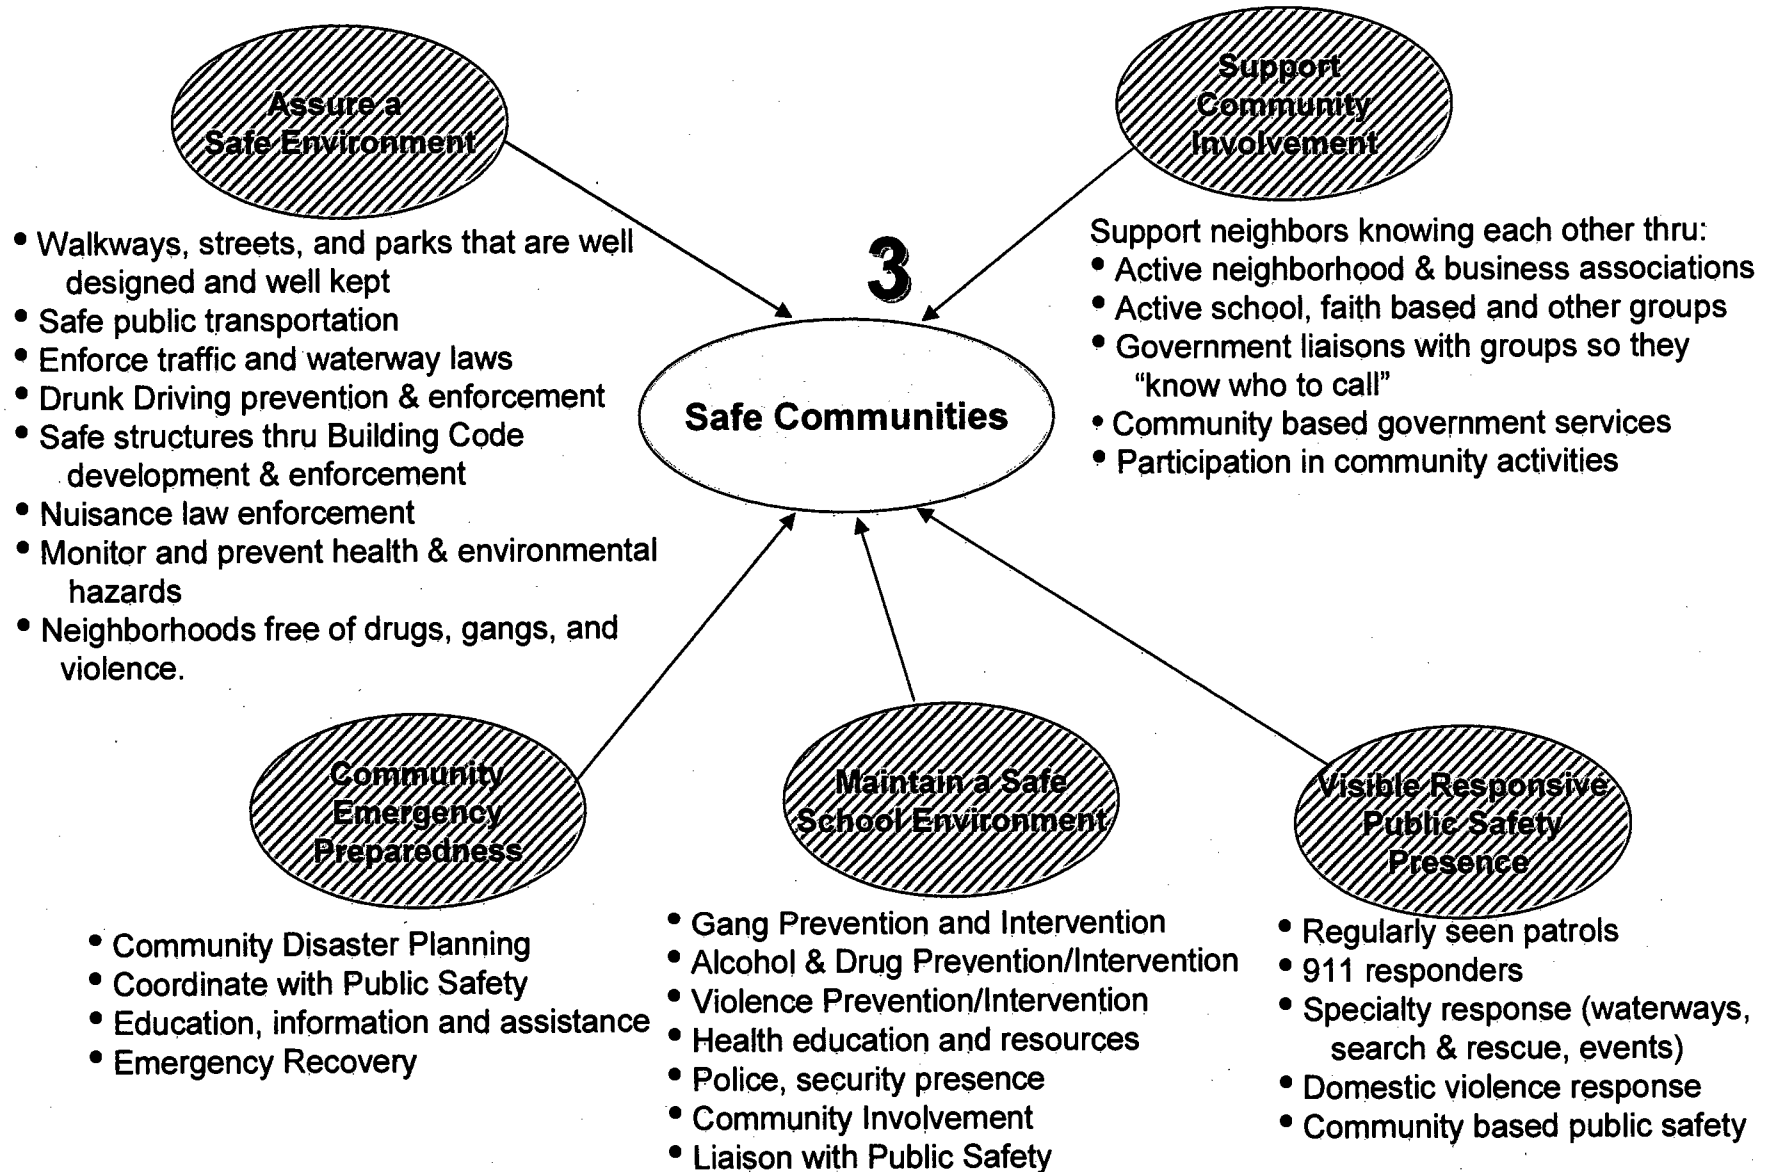 Assure a
Safe Environment
• Walkways, streets, and parks that are well
designed and well kept
• Safe public transportation
• Enforce traffic and waterway laws
• Drunk Driving prevention & enforcement
• Safe structures thru Building Code
development & enforcement
• Nuisance law enforcement
• Monitor and prevent health & environmental
hazards
• Neighborhoods free of drugs, gangs, and
violence.
Support
Community
Involvement
Support neighbors knowing each other thru:
• Active neighborhood & business associations
• Active school, faith based and other groups
• Government liaisons with groups so they
“know who to call”
• Community based government services
• Participation in community activities
3
Safe Communities
Community
Emergency
Preparedness
• Community Disaster Planning
• Coordinate with Public Safety
• Education, information and assistance
• Emergency Recovery
Maintain a Safe
School Environment
• Gang Prevention and Intervention
• Alcohol & Drug Prevention/Intervention
• Violence Prevention/Intervention
• Health education and resources
• Police, security presence
• Community Involvement
• Liaison with Public Safety
Visible Responsive
Public Safety
Presence
• Regularly seen patrols
• 911 responders
• Specialty response (waterways,
search & rescue, events)
• Domestic violence response
• Community based public safety